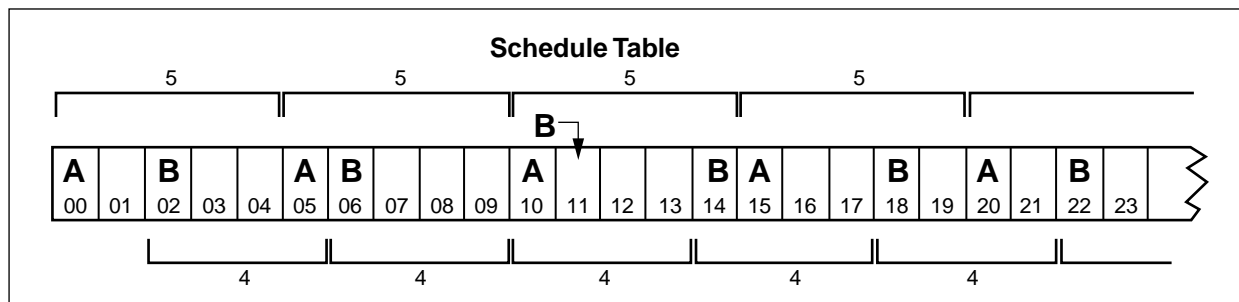 Schedule Table
5 5 5 5
B
A B A B A B A B A B
00 01 02 03 04 05 06 07 08 09 10 11 12 13 14 15 16 17 18 19 20 21 22 23
4 4 4 4 4